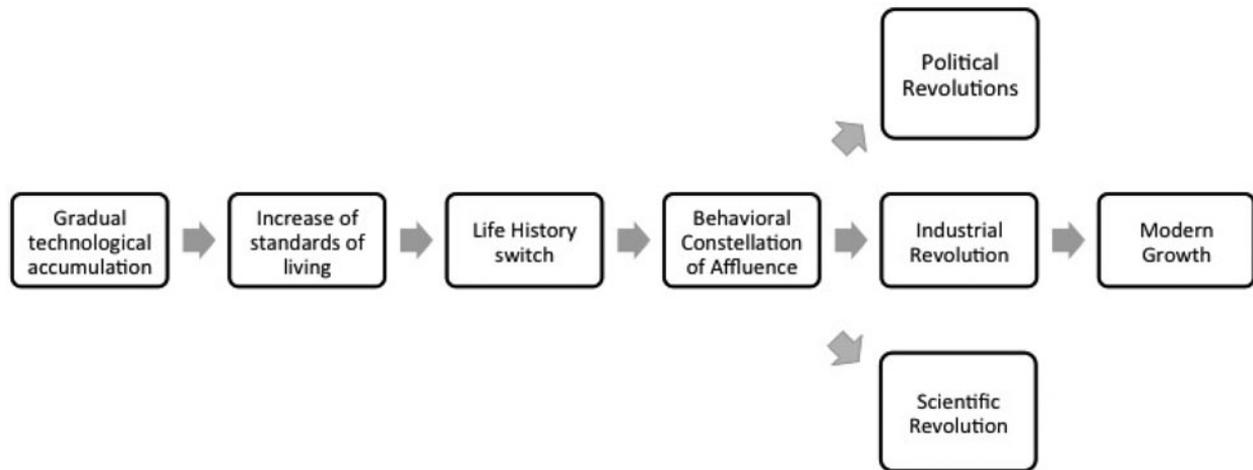 Political
Revolutions
Gradual
technological
accumulation
Increase of
standards of
living
Life History
switch
Behavioral
Constellation
of Affluence
Industrial
Revolution
Modern
Growth
Scientific
Revolution